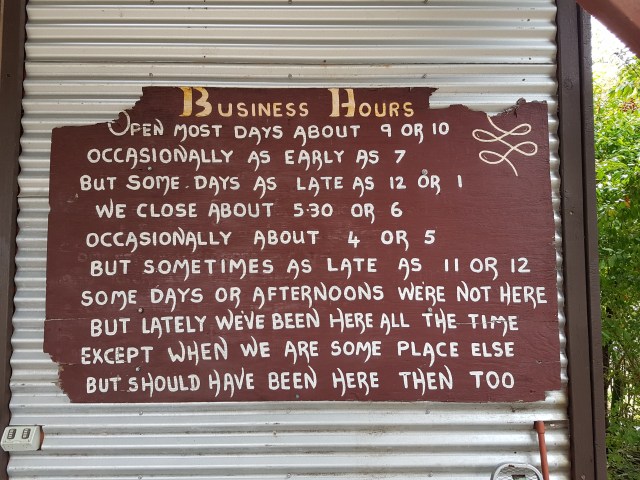 Business Hours
Open most days about 9 or 10
occasionally as early as 7
but some days as late as 12 or 1
we close about 5:30 or 6
occasionally about 4 or 5
but sometimes as late as 11 or 12
some days or afternoons we're not here
but lately we've been here all the time
except when we are some place else
but should have been here then too